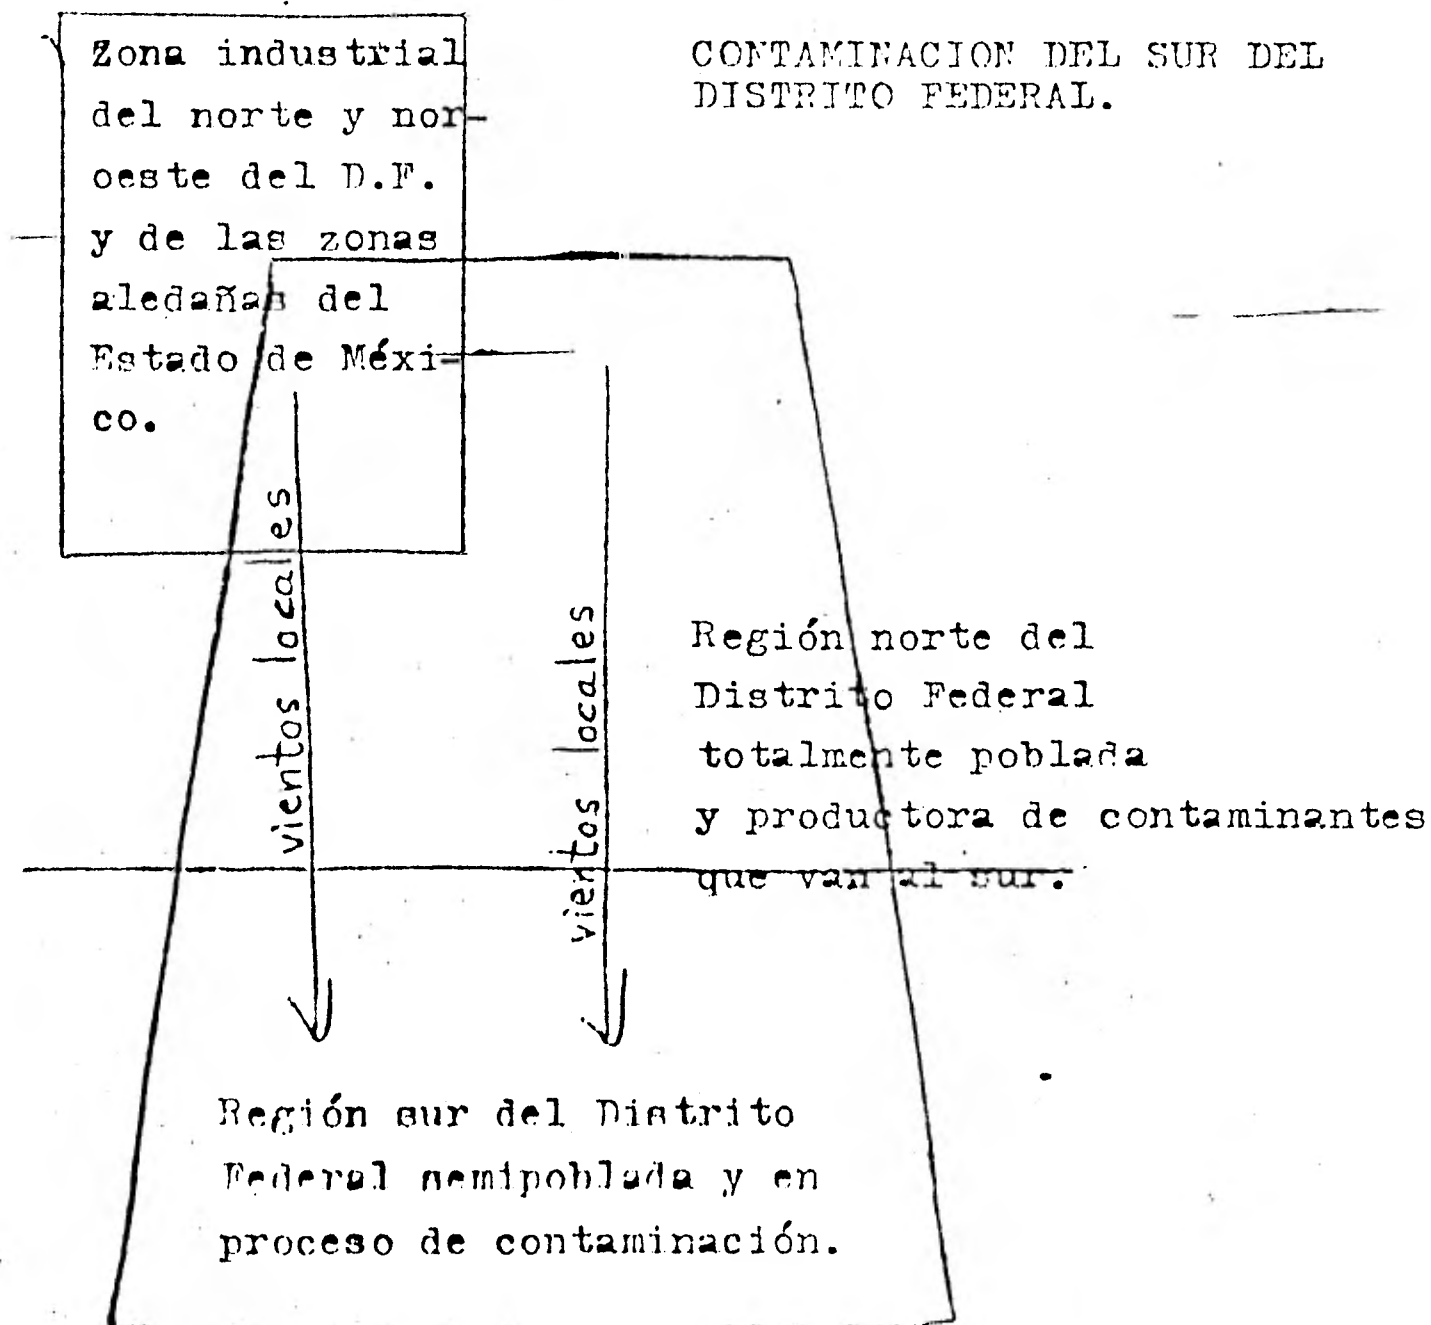 Zona industrial
del norte y nor-
oeste del D.F.
y de las zonas
aledañas del
Estado de Méxi-
co.
CONTAMINACION DEL SUR DEL
DISTRITO FEDERAL.
vientos locales
vientos locales
Región norte del
Distrito Federal
totalmente poblada
y productora de contaminantes
que van al sur.
Región sur del Distrito
Federal semipoblada y en
proceso de contaminación.